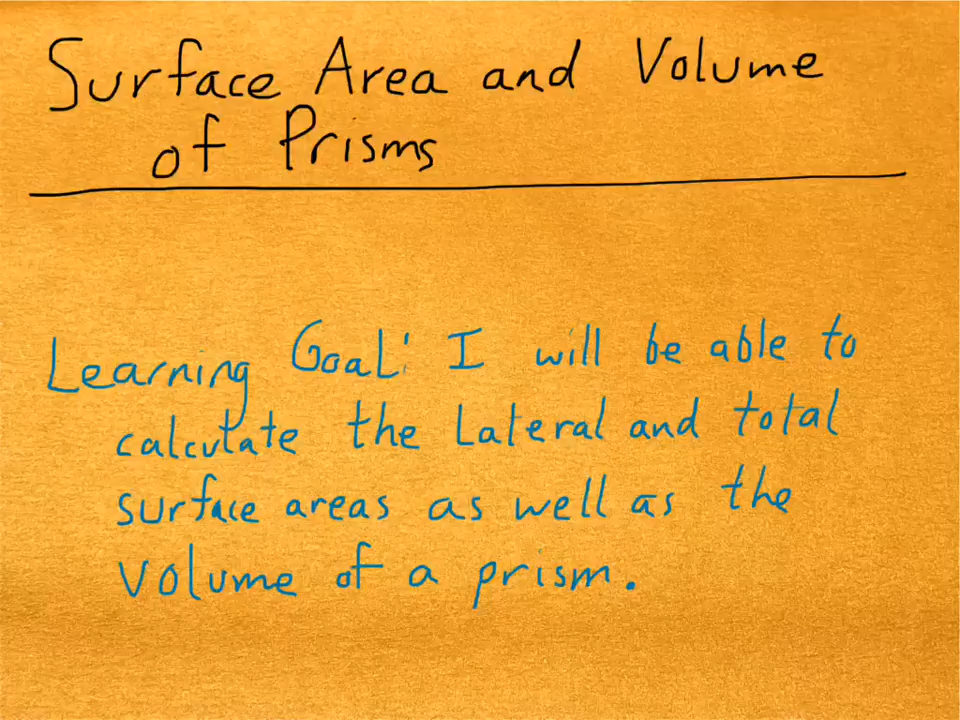 Surface Area and Volume
of Prisms
Learning Goal: I will be able to
calculate the Lateral and total
surface areas as well as the
volume of a prism.